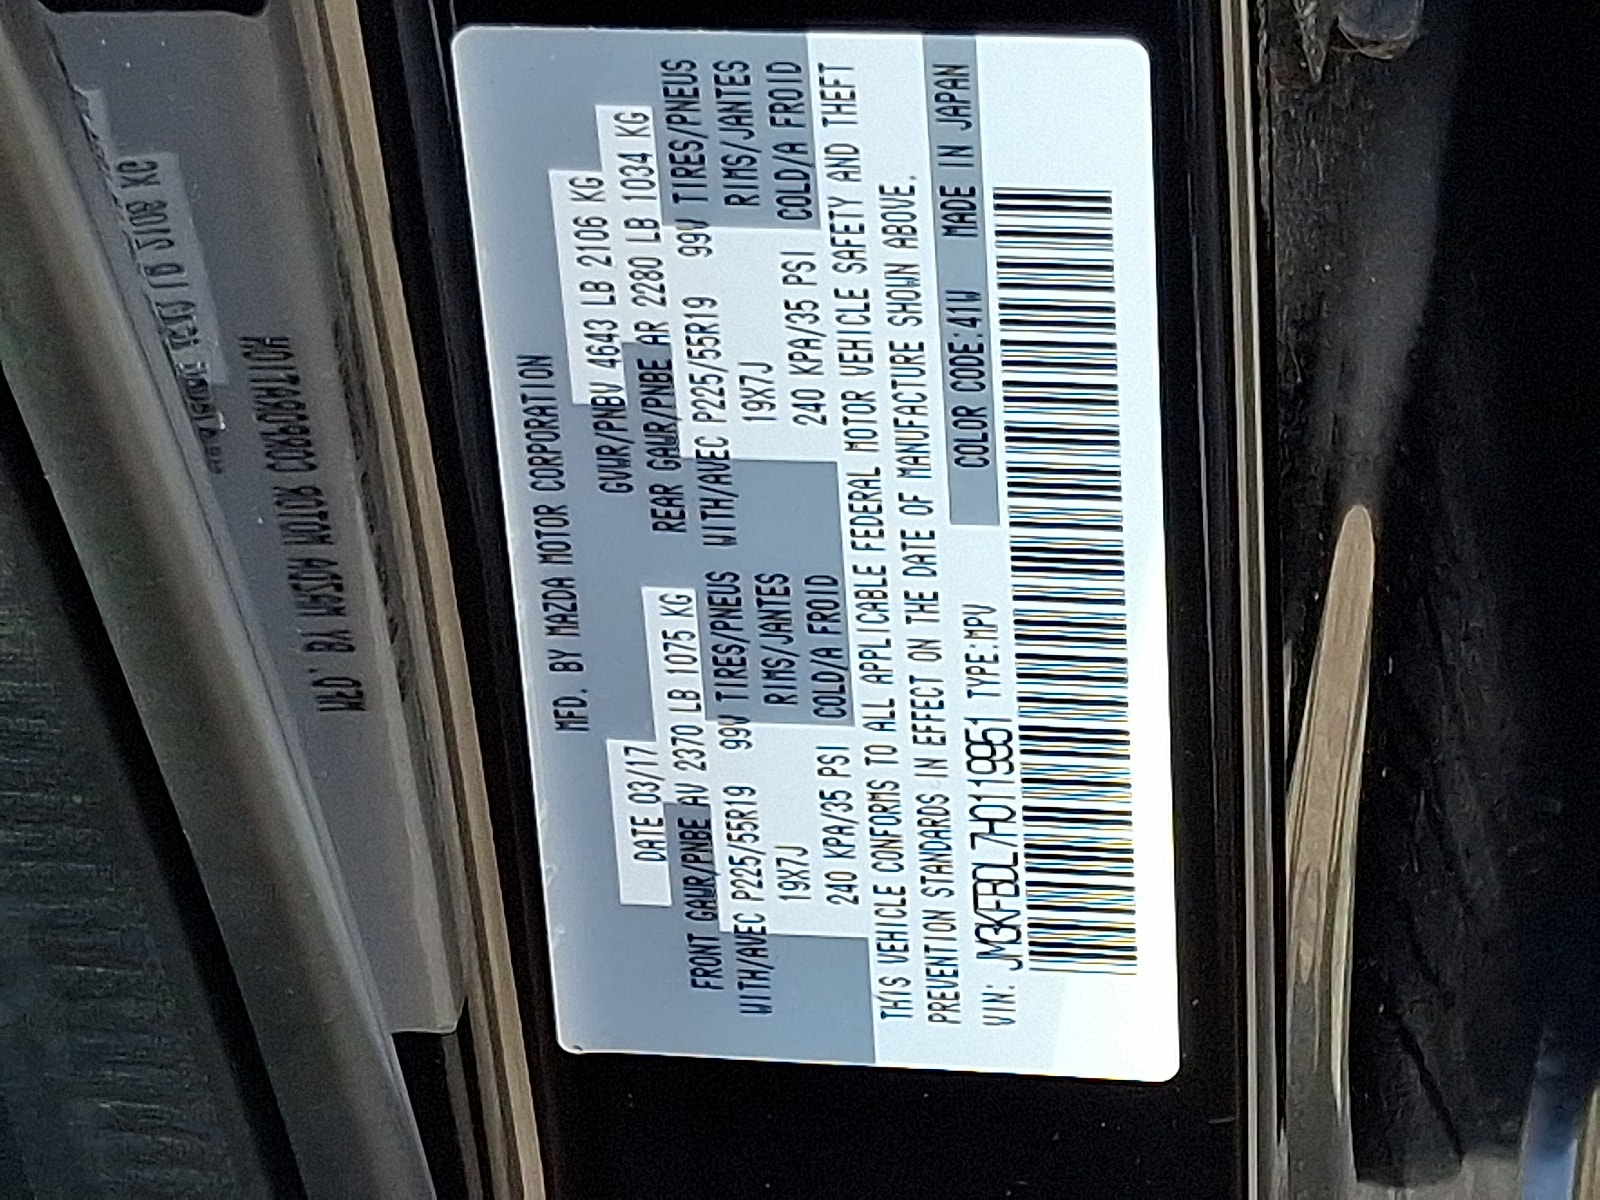 MFD. BY MAZDA MOTOR CORPORATION
DATE 03/17 GVWR/PNBV 4643 LB 2106 KG
FRONT GAWR/PNBE AV 2370 LB 1075 KG REAR GAWR/PNBE AR 2280 LB 1034 KG
WITH/AVEC P225/55R19 99V TIRES/PNEUS WITH/AVEC P225/55R19 99V TIRES/PNEUS
19X7J RIMS/JANTES 19X7J RIMS/JANTES
240 KPA/35 PSI COLD/A FROID 240 KPA/35 PSI COLD/A FROID
THIS VEHICLE CONFORMS TO ALL APPLICABLE FEDERAL MOTOR VEHICLE SAFETY AND THEFT
PREVENTION STANDARDS IN EFFECT ON THE DATE OF MANUFACTURE SHOWN ABOVE.
VIN: JM3KFBDL7H0119951 TYPE:MPV COLOR CODE:41W MADE IN JAPAN